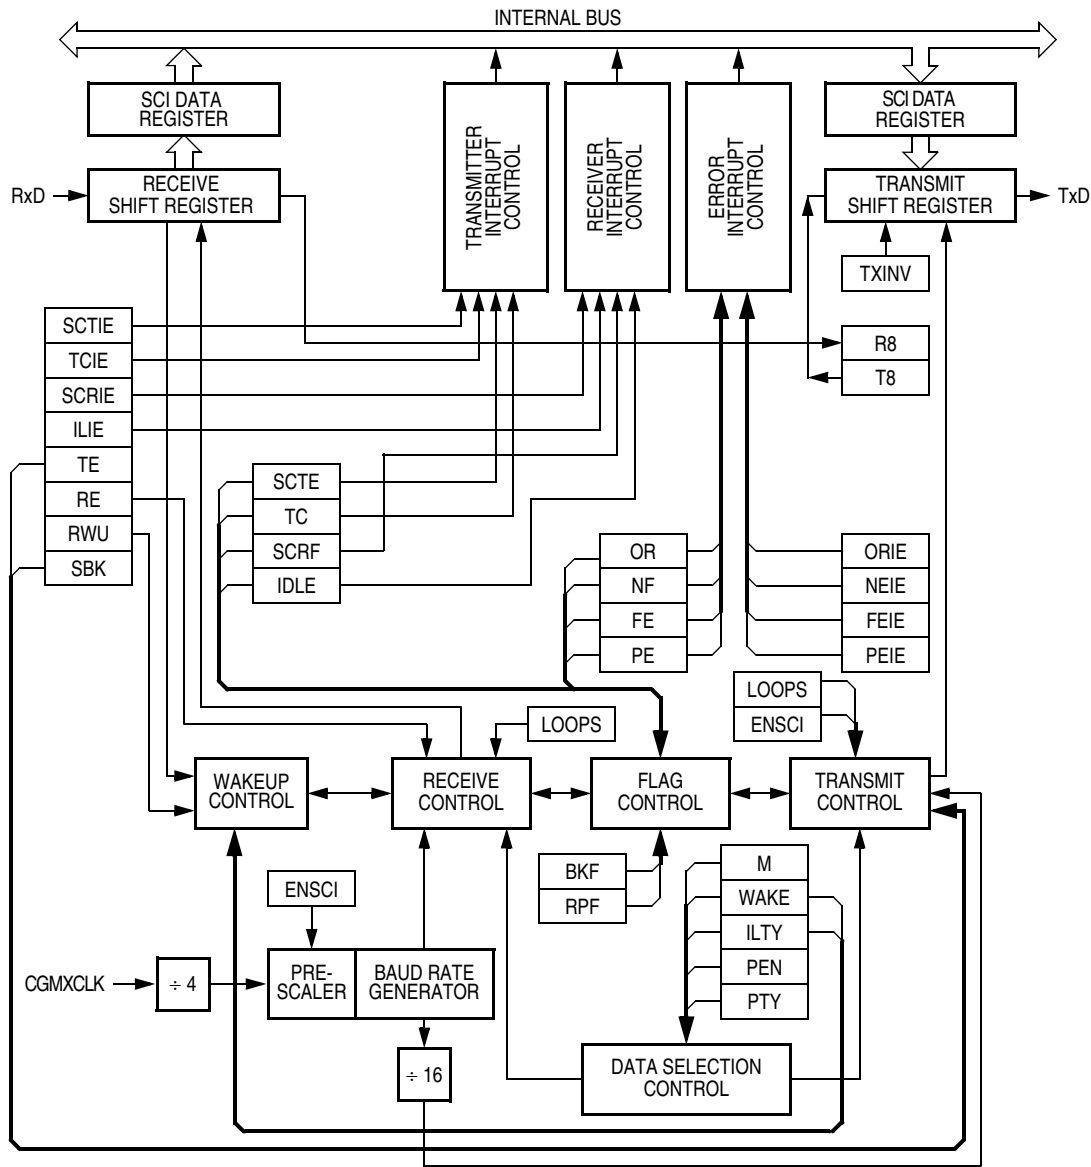 INTERNAL BUS
SCI DATA
REGISTER
SCI DATA
REGISTER
TRANSMITTER
INTERRUPT
CONTROL
RECEIVER
INTERRUPT
CONTROL
ERROR
INTERRUPT
CONTROL
RxD
RECEIVE
SHIFT REGISTER
TRANSMIT
SHIFT REGISTER
TxD
TXINV
SCTIE
TCIE
SCRIE
ILIE
TE
RE
RWU
SBK
R8
T8
SCTE
TC
SCRF
IDLE
OR
NF
FE
PE
ORIE
NEIE
FEIE
PEIE
LOOPS
LOOPS
ENSCI
WAKEUP
CONTROL
RECEIVE
CONTROL
FLAG
CONTROL
TRANSMIT
CONTROL
BKF
RPF
M
WAKE
ILTY
PEN
PTY
ENSCI
CGMXCLK
÷ 4
PRE-
SCALER
BAUD RATE
GENERATOR
÷ 16
DATA SELECTION
CONTROL